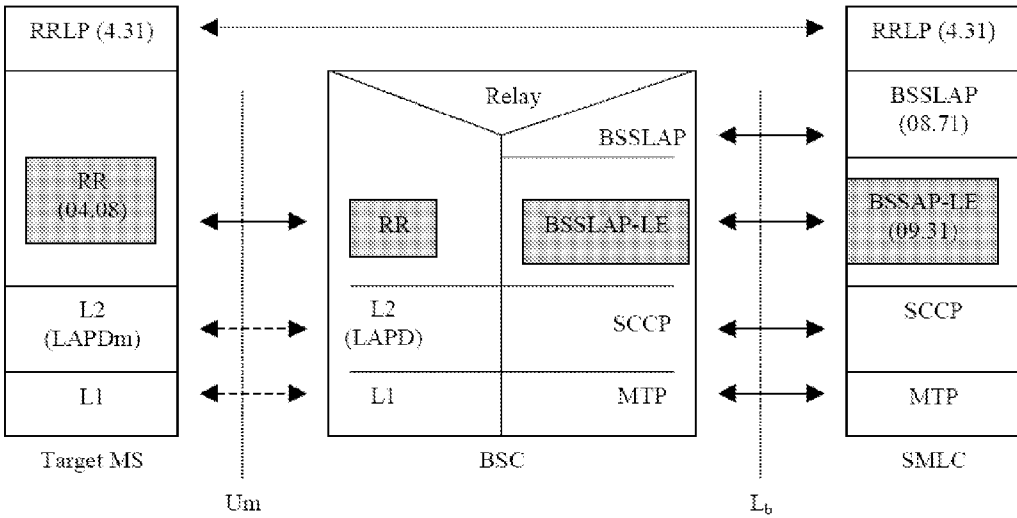 RRLP (4.31)
RRLP (4.31)
Relay
BSSLAP
BSSLAP
(08.71)
RR
(04.08)
RR
BSSLAP-LE
BSSAP-LE
(09.31)
L2
(LAPDm)
L2
(LAPD)
SCCP
SCCP
L1
L1
MTP
MTP
Target MS
BSC
SMLC
Um
Lb